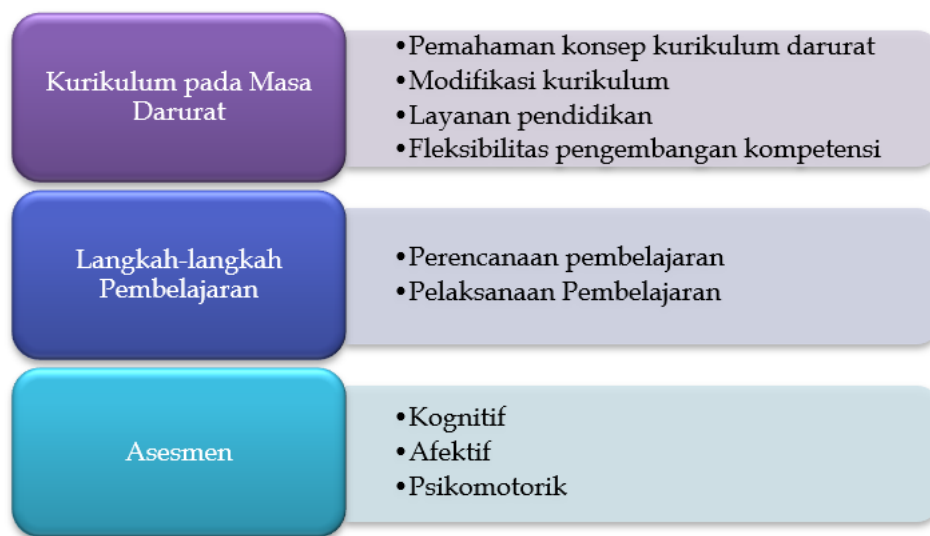 Kurikulum pada Masa
Darurat
•Pemahaman konsep kurikulum darurat
•Modifikasi kurikulum
•Layanan pendidikan
•Fleksibilitas pengembangan kompetensi
Langkah-langkah
Pembelajaran
•Perencanaan pembelajaran
•Pelaksanaan Pembelajaran
Asesmen
•Kognitif
•Afektif
•Psikomotorik